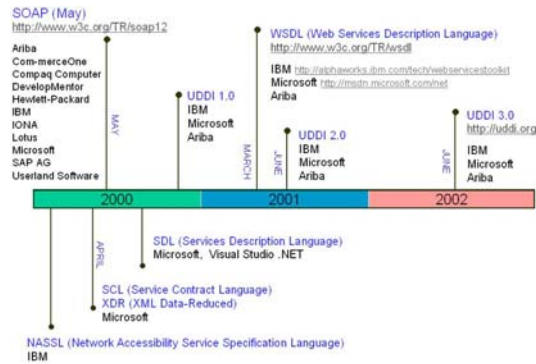 SOAP (May)
http://www.w3c.org/TR/soap12
Ariba
Com-merceOne
Compaq Computer
DevelopMentor
Hewlett-Packard
IBM
IONA
Lotus
Microsoft
SAP AG
Userland Software
MAY
UDDI 1.0
IBM
Microsoft
Ariba
WSDL (Web Services Description Language)
http://www.w3c.org/TR/wsdl
IBM http://alphaworks.ibm.com/tech/webservicestoolkit
Microsoft http://msdn.microsoft.com/net
Ariba
MARCH
JUNE
UDDI 2.0
IBM
Microsoft
Ariba
JUNE
UDDI 3.0
http://uddi.org
IBM
Microsoft
Ariba
2000 2001 2002
SDL (Services Description Language)
Microsoft, Visual Studio .NET
APRIL
SCL (Service Contract Language)
XDR (XML Data-Reduced)
Microsoft
NASSL (Network Accessibility Service Specification Language)
IBM